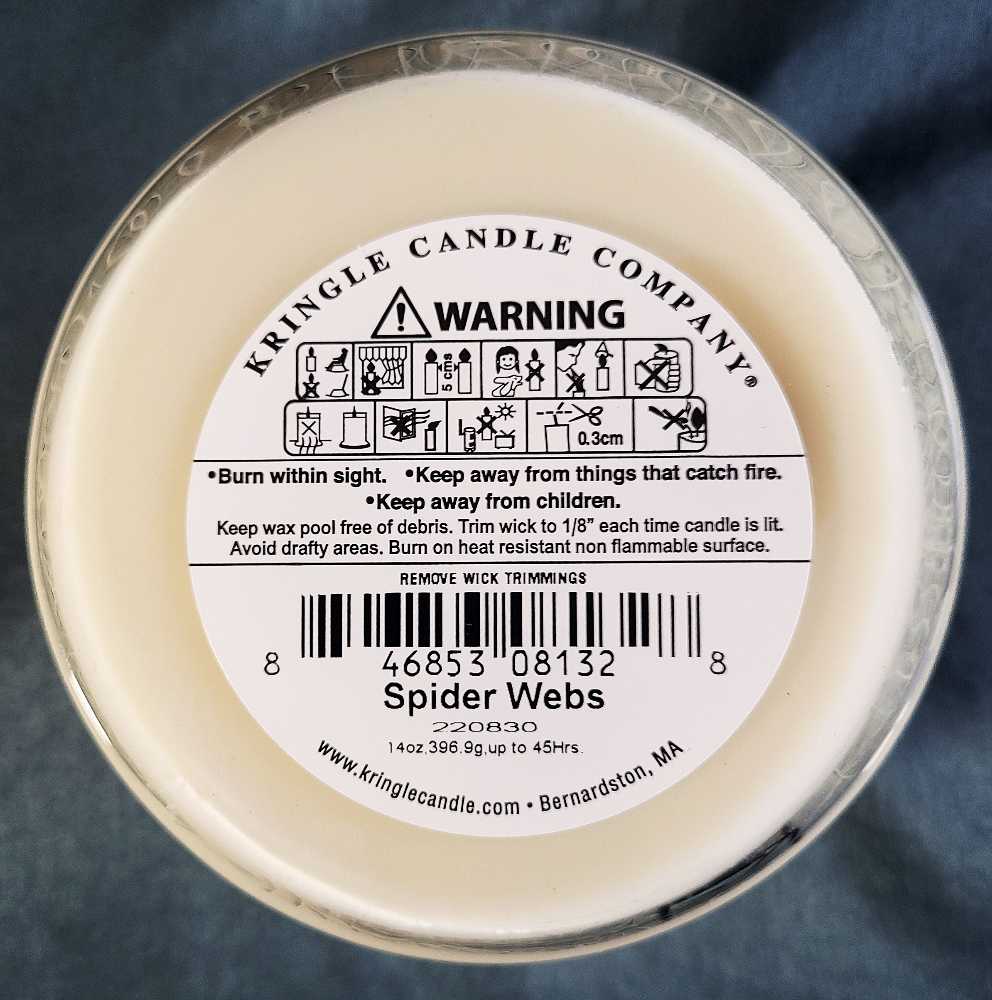 KRINGLE CANDLE COMPANY®
WARNING
5 cms
0.3cm
•Burn within sight. •Keep away from things that catch fire.
•Keep away from children.
Keep wax pool free of debris. Trim wick to 1/8” each time candle is lit.
Avoid drafty areas. Burn on heat resistant non flammable surface.
REMOVE WICK TRIMMINGS
8 46853 08132 8
Spider Webs
220830
14oz,396.9g,up to 45Hrs.
www.kringlecandle.com • Bernardston, MA